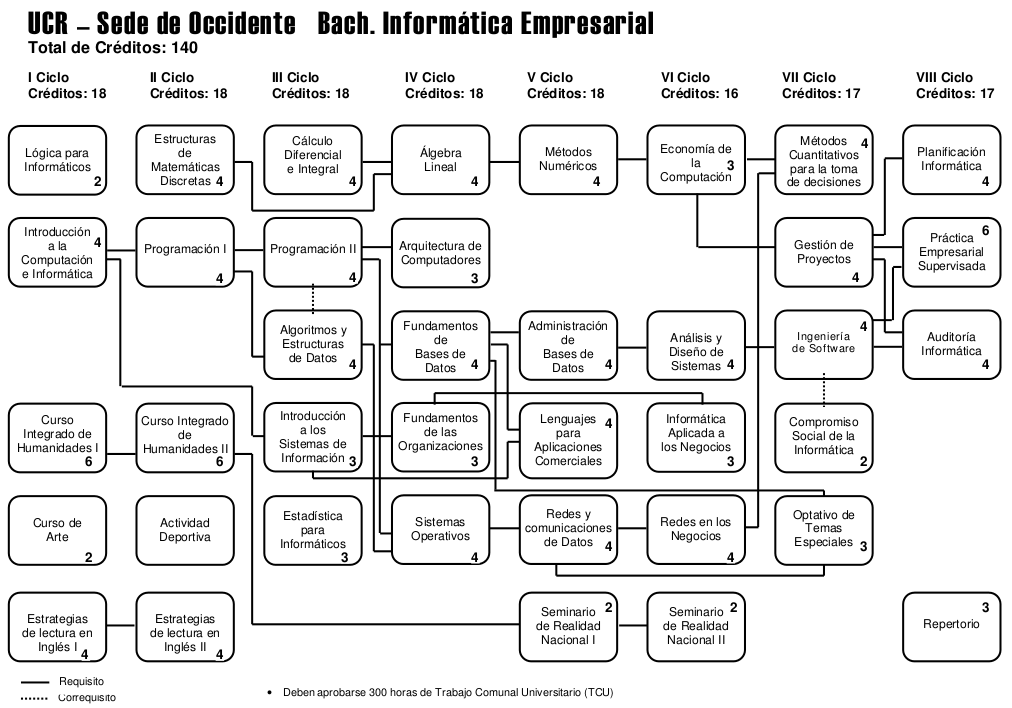 UCR – Sede de Occidente Bach. Informática Empresarial
Total de Créditos: 140
I Ciclo
Créditos: 18
II Ciclo
Créditos: 18
III Ciclo
Créditos: 18
IV Ciclo
Créditos: 18
V Ciclo
Créditos: 18
VI Ciclo
Créditos: 16
VII Ciclo
Créditos: 17
VIII Ciclo
Créditos: 17
Lógica para
Informáticos
2
Estructuras
de
Matemáticas
Discretas 4
Cálculo
Diferencial
e Integral
4
Álgebra
Lineal
4
Métodos
Numéricos
4
Economía de
la 3
Computación
Métodos 4
Cuantitativos
para la toma
de decisiones
Planificación
Informática
4
Introducción
a la 4
Computación
e Informática
Programación I
4
Programación II
4
Arquitectura de
Computadores
3
Gestión de
Proyectos
4
6
Práctica
Empresarial
Supervisada
Algoritmos y
Estructuras
de Datos
4
Fundamentos
de
Bases de
Datos 4
Administración
de
Bases de
Datos 4
Análisis y
Diseño de
Sistemas 4
4
Ingeniería
de Software
Auditoría
Informática
4
Curso
Integrado de
Humanidades I
6
Curso Integrado
de
Humanidades II
6
Introducción
a los
Sistemas de
Información 3
Fundamentos
de las
Organizaciones
3
Lenguajes 4
para
Aplicaciones
Comerciales
Informática
Aplicada a
los Negocios
3
Compromiso
Social de la
Informática
2
Curso de
Arte
2
Actividad
Deportiva
Estadística
para
Informáticos
3
Sistemas
Operativos
4
Redes y
comunicaciones
de Datos
4
Redes en los
Negocios
4
Optativo de
Temas
Especiales 3
Estrategias
de lectura en
Inglés I 4
Estrategias
de lectura en
Inglés II 4
2
Seminario
de Realidad
Nacional I
2
Seminario
de Realidad
Nacional II
3
Repertorio
Requisito
Correquisito
• Deben aprobarse 300 horas de Trabajo Comunal Universitario (TCU)